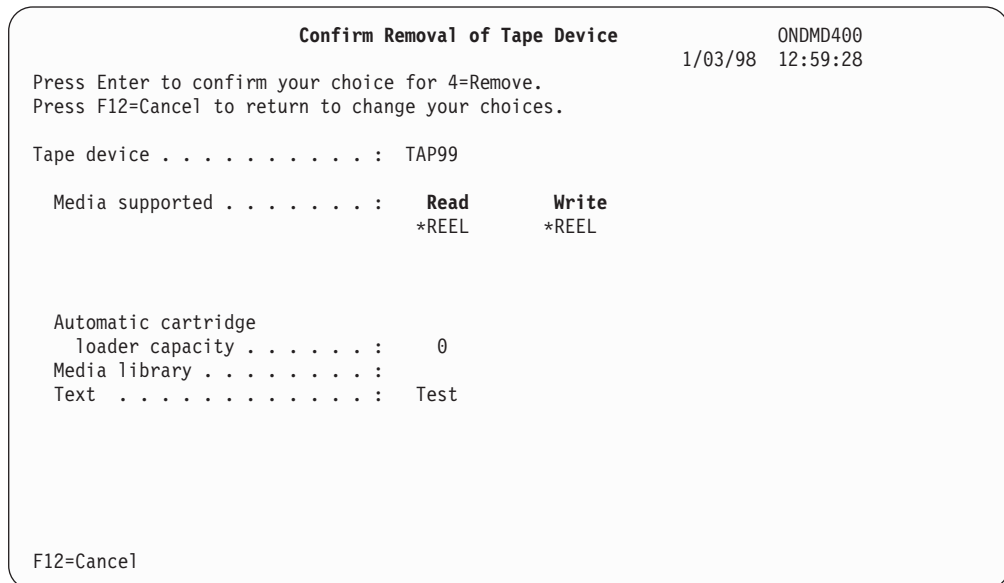 Confirm Removal of Tape Device ONDMD400
1/03/98 12:59:28
Press Enter to confirm your choice for 4=Remove.
Press F12=Cancel to return to change your choices.
Tape device . . . . . . . . . . : TAP99
Media supported . . . . . . . : Read Write
*REEL *REEL
Automatic cartridge
loader capacity . . . . . . : 0
Media library . . . . . . . . :
Text . . . . . . . . . . . . : Test
F12=Cancel